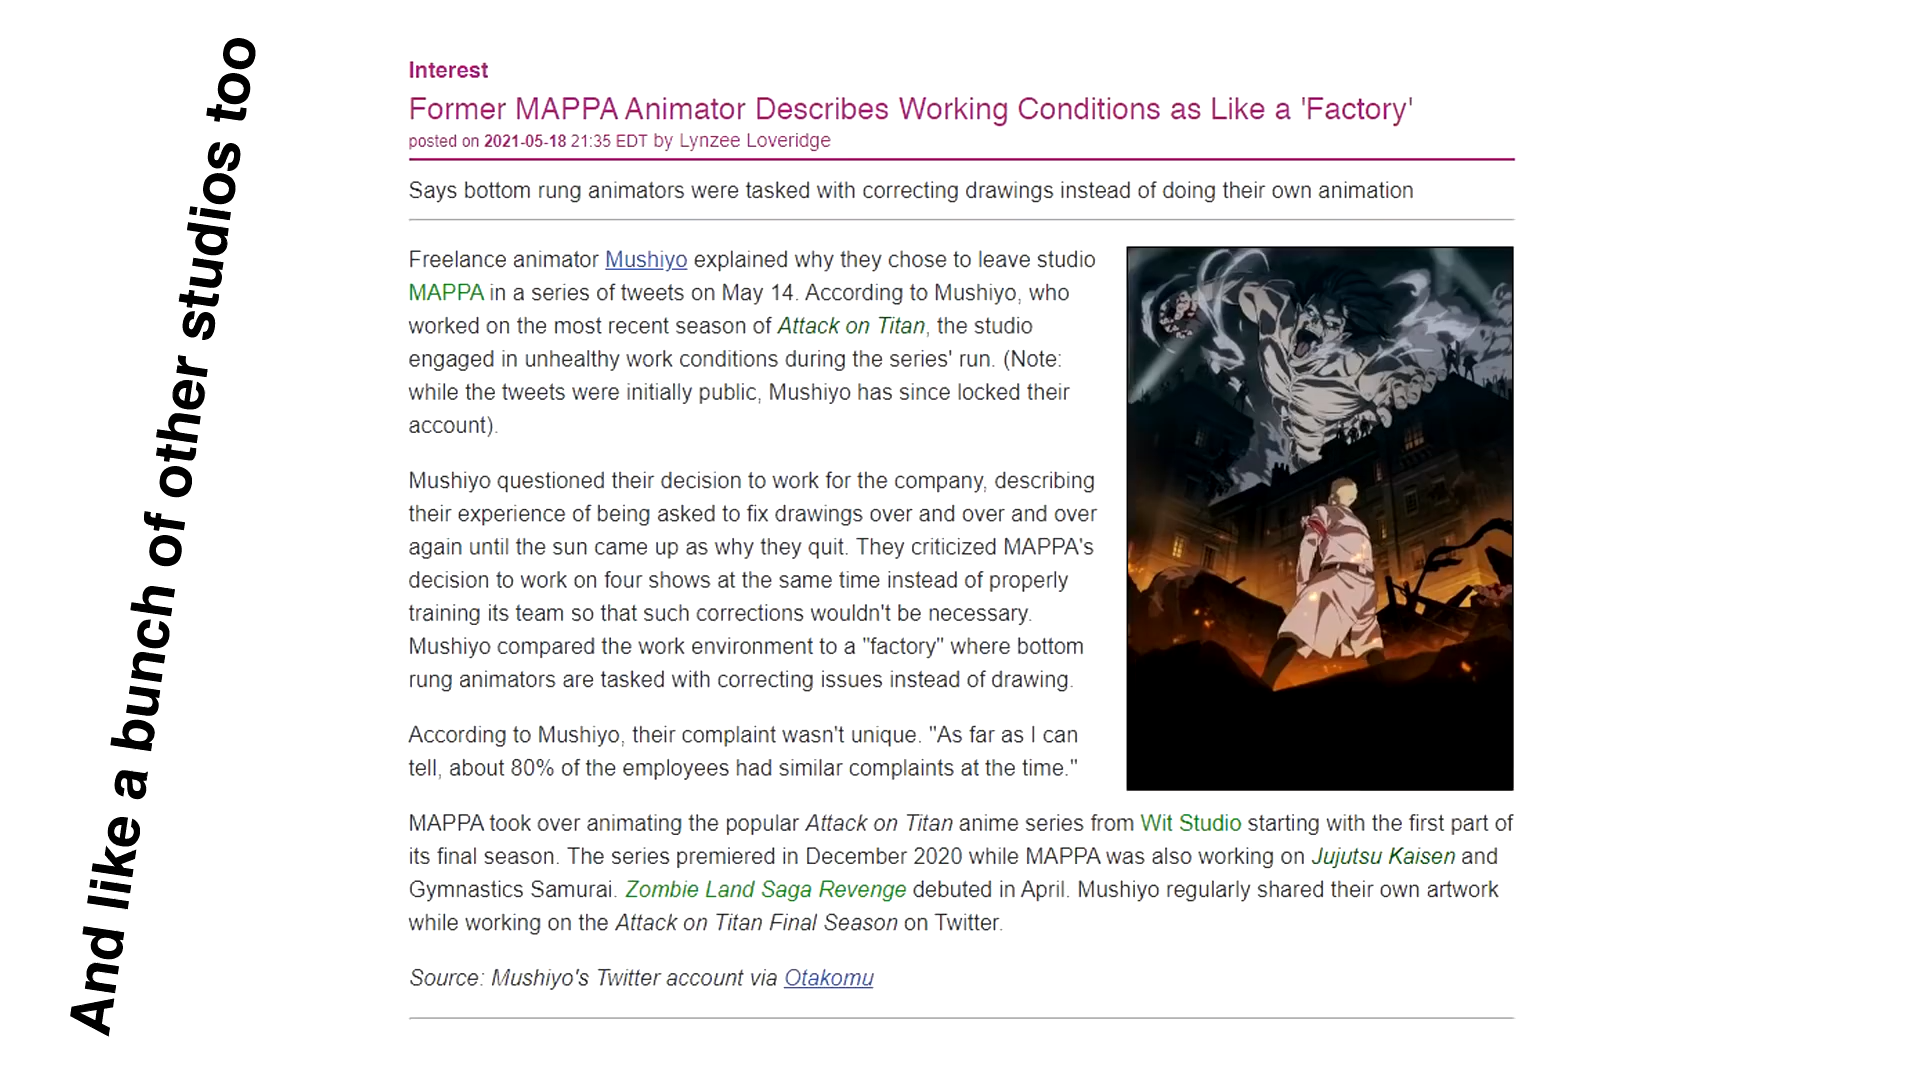 And like a bunch of other studios too
Interest
Former MAPPA Animator Describes Working Conditions as Like a 'Factory'
posted on 2021-05-18 21:35 EDT by Lynzee Loveridge
Says bottom rung animators were tasked with correcting drawings instead of doing their own animation
Freelance animator Mushiyo explained why they chose to leave studio
MAPPA in a series of tweets on May 14. According to Mushiyo, who
worked on the most recent season of Attack on Titan, the studio
engaged in unhealthy work conditions during the series' run. (Note:
while the tweets were initially public, Mushiyo has since locked their
account).
Mushiyo questioned their decision to work for the company, describing
their experience of being asked to fix drawings over and over and over
again until the sun came up as why they quit. They criticized MAPPA's
decision to work on four shows at the same time instead of properly
training its team so that such corrections wouldn't be necessary.
Mushiyo compared the work environment to a "factory" where bottom
rung animators are tasked with correcting issues instead of drawing.
According to Mushiyo, their complaint wasn't unique. "As far as I can
tell, about 80% of the employees had similar complaints at the time."
MAPPA took over animating the popular Attack on Titan anime series from Wit Studio starting with the first part of
its final season. The series premiered in December 2020 while MAPPA was also working on Jujutsu Kaisen and
Gymnastics Samurai. Zombie Land Saga Revenge debuted in April. Mushiyo regularly shared their own artwork
while working on the Attack on Titan Final Season on Twitter.
Source: Mushiyo's Twitter account via Otakomu